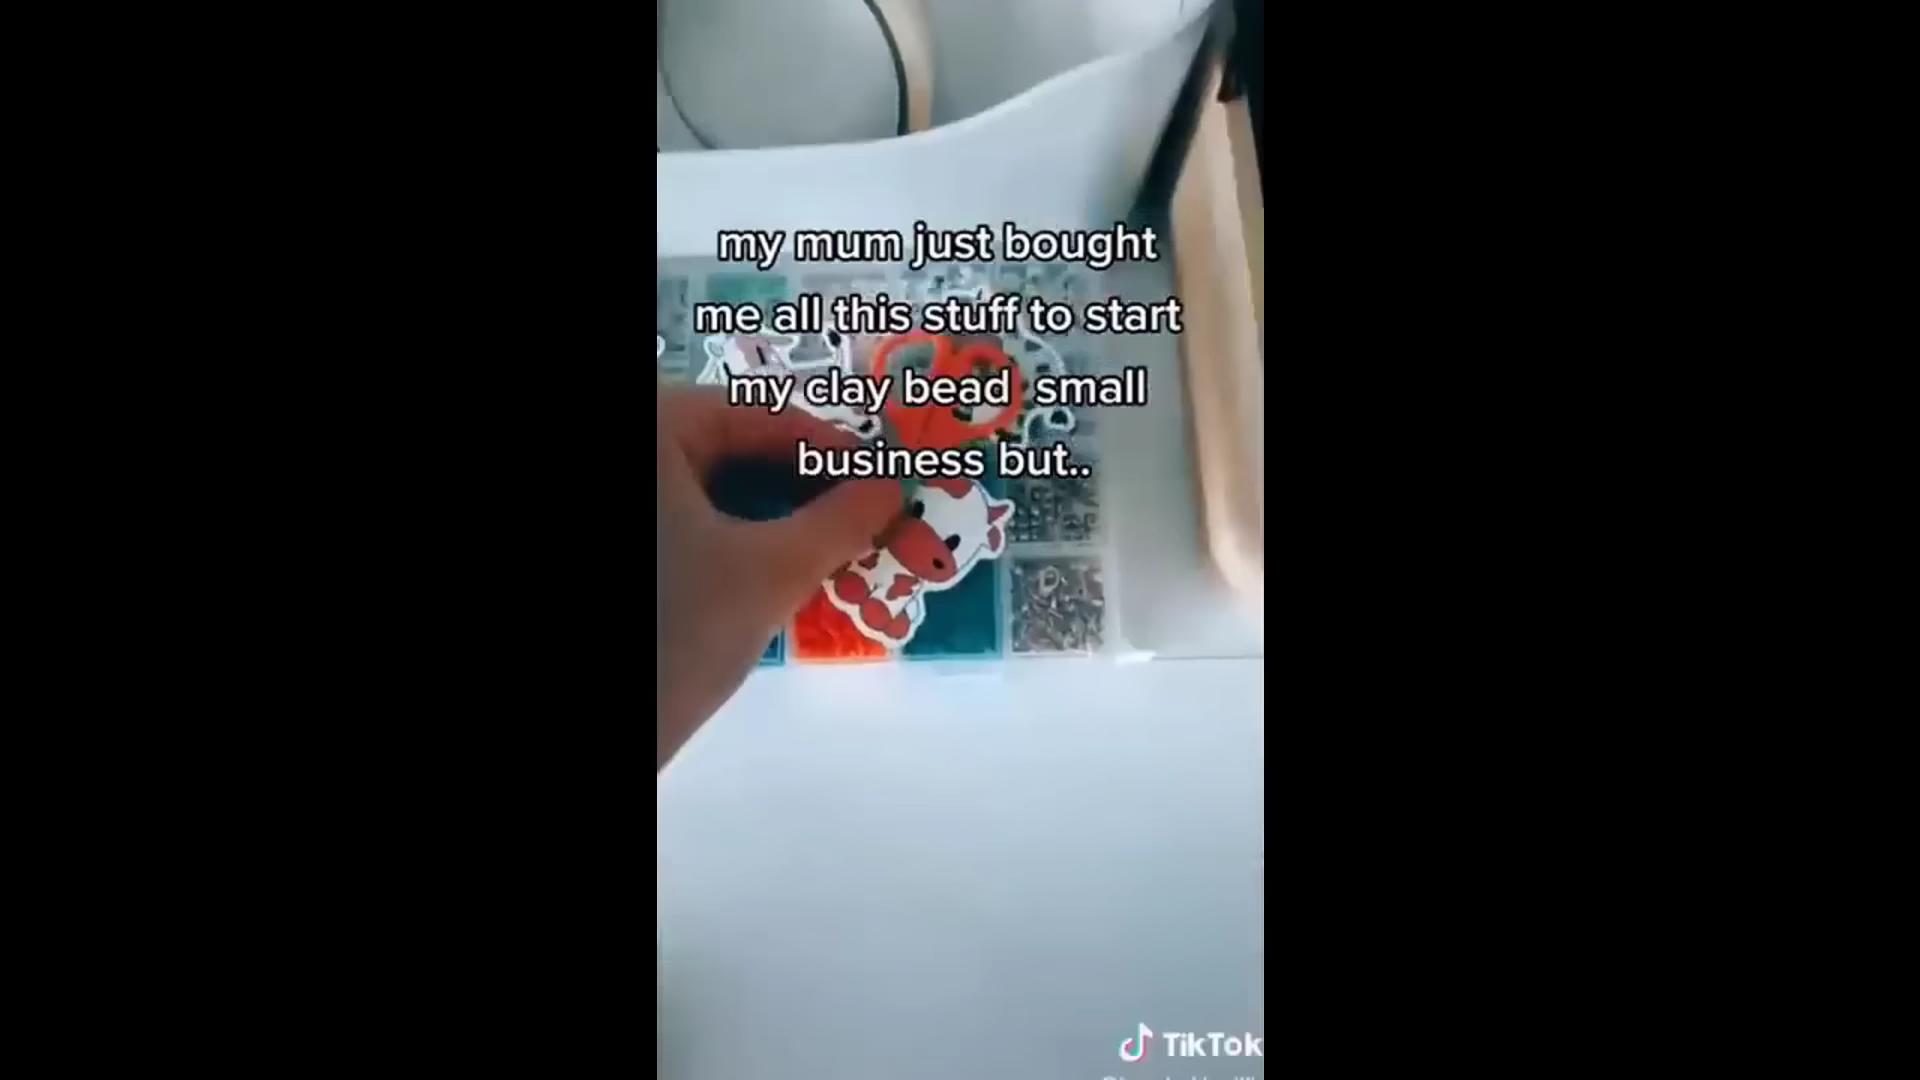 my mum just bought
me all this stuff to start
my clay bead small
business but..
TikTok